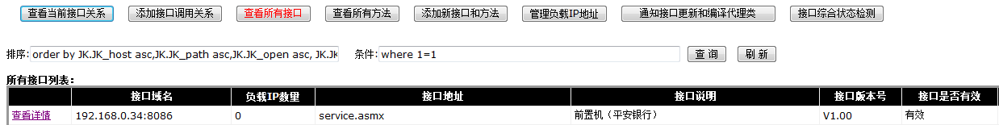 查看当前接口关系 添加接口调用关系 查看所有接口 查看所有方法 添加新接口和方法 管理负载IP地址 通知接口更新和编译代理类 接口综合状态检测
排序: order by JK.JK_host asc,JK.JK_path asc,JK.JK_open asc, JK.JK 条件: where 1=1 查 询 刷 新
所有接口列表:
接口域名 负载IP数量 接口地址 接口说明 接口版本号 接口是否有效
查看详情 192.168.0.34:8086 0 service.asmx 前置机（平安银行） V1.00 有效